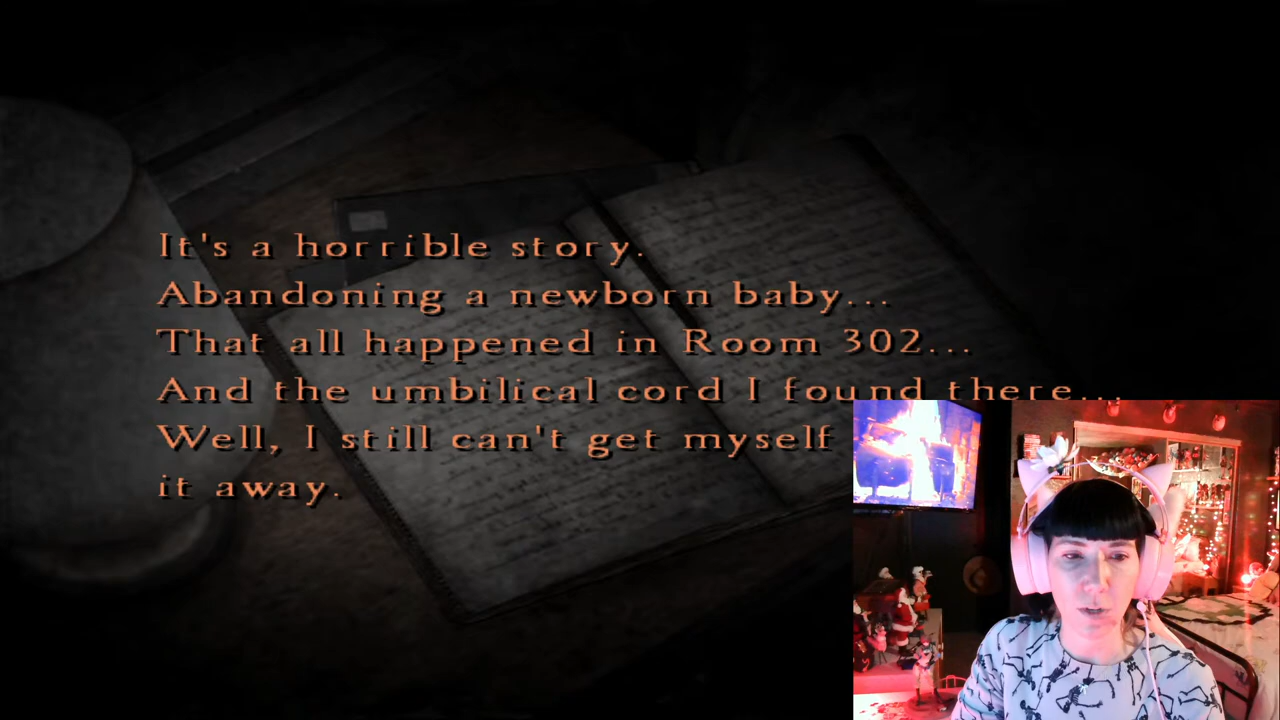 It's a horrible story.
Abandoning a newborn baby...
That all happened in Room 302...
And the umbilical cord I found there...
Well, I still can't get myself
it away.